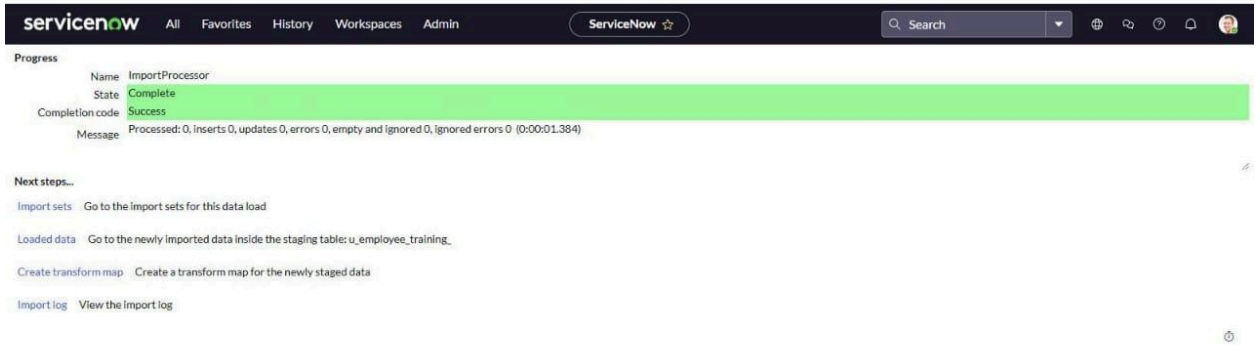 servicenow All Favorites History Workspaces Admin ServiceNow Search
Progress
Name ImportProcessor
State Complete
Completion code Success
Message Processed: 0, inserts 0, updates 0, errors 0, empty and ignored 0, ignored errors 0 (0:00:01.384)
Next steps...
Import sets Go to the import sets for this data load
Loaded data Go to the newly imported data inside the staging table: u_employee_training_
Create transform map Create a transform map for the newly staged data
Import log View the import log